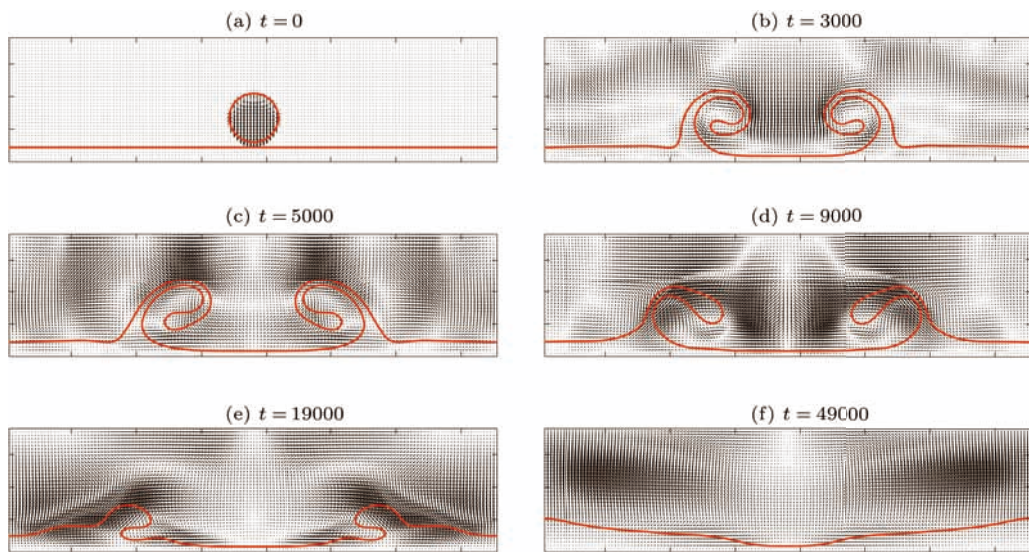 (a) t = 0
(b) t = 3000
(c) t = 5000
(d) t = 9000
(e) t = 19000
(f) t = 49000